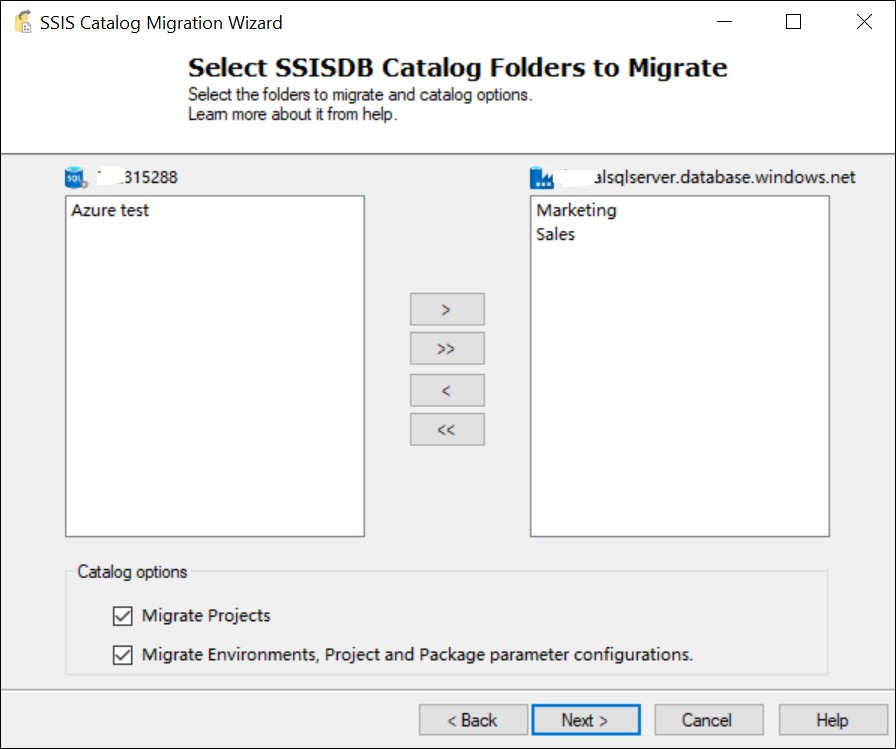 SSIS Catalog Migration Wizard
Select SSISDB Catalog Folders to Migrate
Select the folders to migrate and catalog options.
Learn more about it from help.
SQL
315288
alsqlserver.database.windows.net
Azure test
Marketing
Sales
>
>>
<
<<
Catalog options
Migrate Projects
Migrate Environments, Project and Package parameter configurations.
< Back Next > Cancel Help